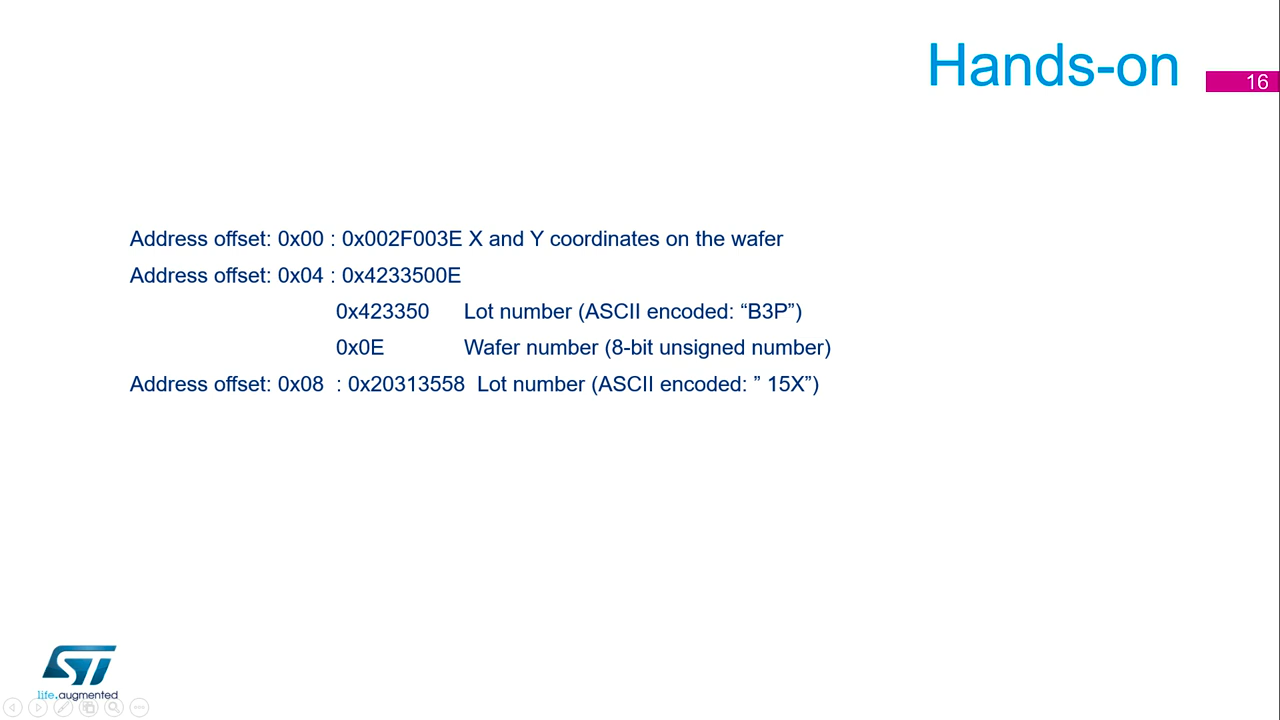 Hands-on
16
Address offset: 0x00 : 0x002F003E X and Y coordinates on the wafer
Address offset: 0x04 : 0x4233500E
0x423350 Lot number (ASCII encoded: “B3P”)
0x0E Wafer number (8-bit unsigned number)
Address offset: 0x08 : 0x20313558 Lot number (ASCII encoded: ” 15X”)
ST
life.augmented